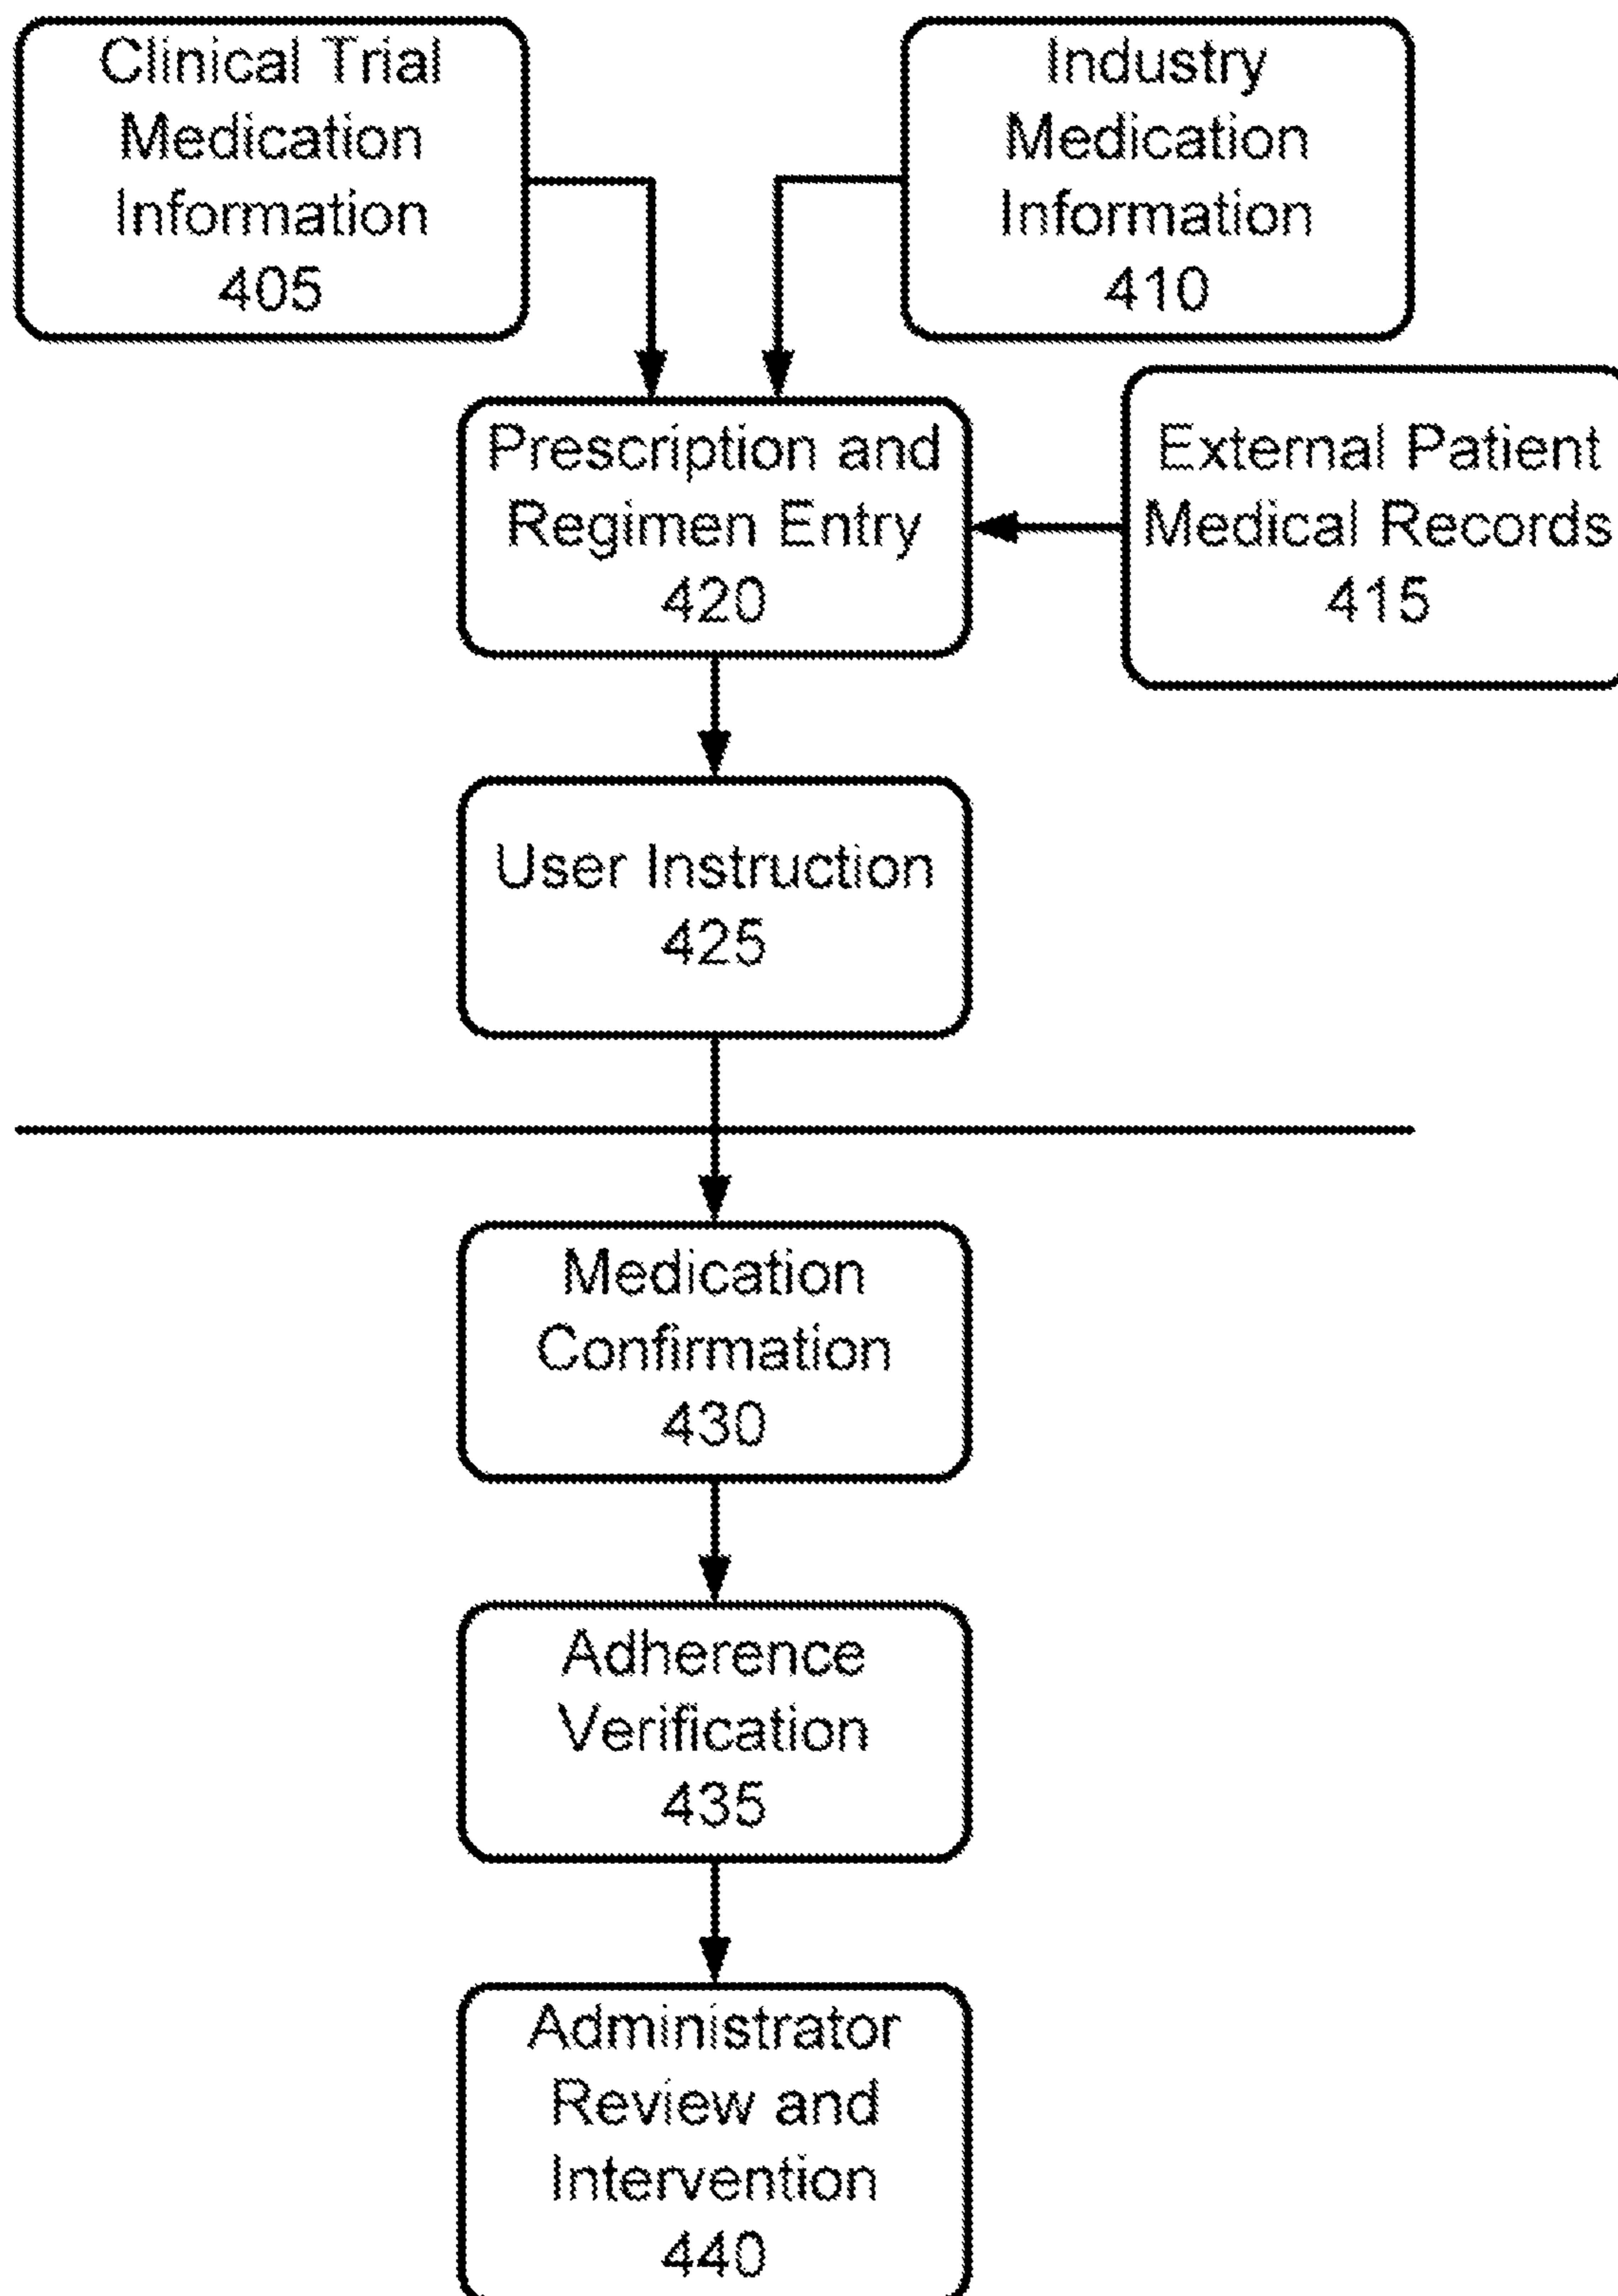 Clinical Trial
Medication
Information
405
Industry
Medication
Information
410
Prescription and
Regimen Entry
420
External Patient
Medical Records
415
User Instruction
425
Medication
Confirmation
430
Adherence
Verification
435
Administrator
Review and
Intervention
440